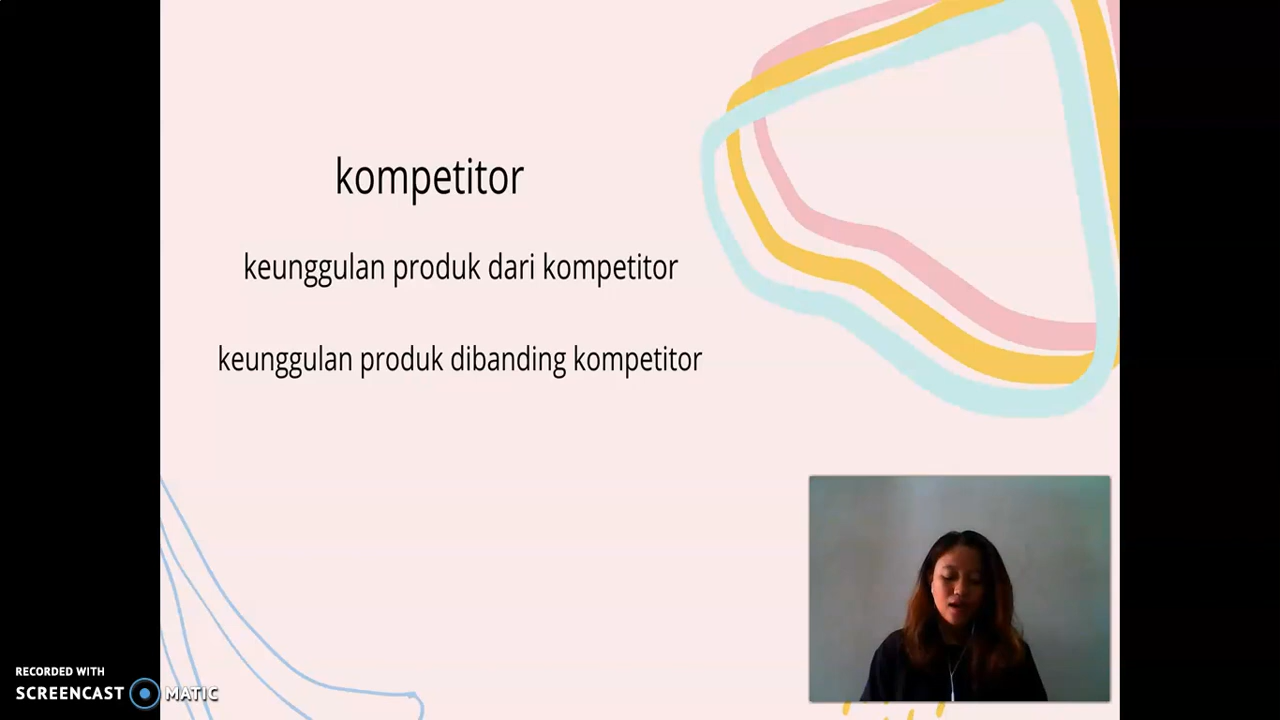 kompetitor
keunggulan produk dari kompetitor
keunggulan produk dibanding kompetitor
RECORDED WITH
SCREENCAST MATIC